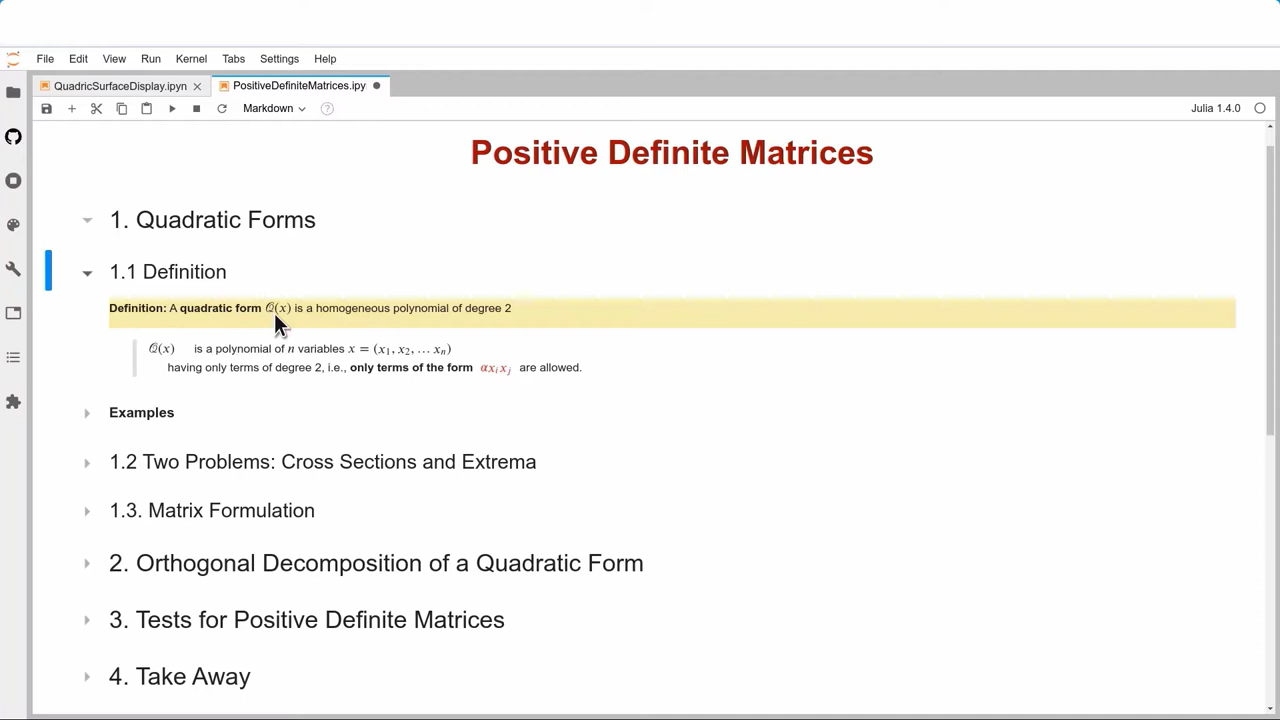 File Edit View Run Kernel Tabs Settings Help
QuadricSurfaceDisplay.ipyn PositiveDefiniteMatrices.ipy
Markdown Julia 1.4.0
Positive Definite Matrices
1. Quadratic Forms
1.1 Definition
Definition: A quadratic form 𝒬(x) is a homogeneous polynomial of degree 2
𝒬(x) is a polynomial of n variables x = (x₁, x₂, … xₙ)
having only terms of degree 2, i.e., only terms of the form αxᵢxⱼ are allowed.
Examples
1.2 Two Problems: Cross Sections and Extrema
1.3. Matrix Formulation
2. Orthogonal Decomposition of a Quadratic Form
3. Tests for Positive Definite Matrices
4. Take Away